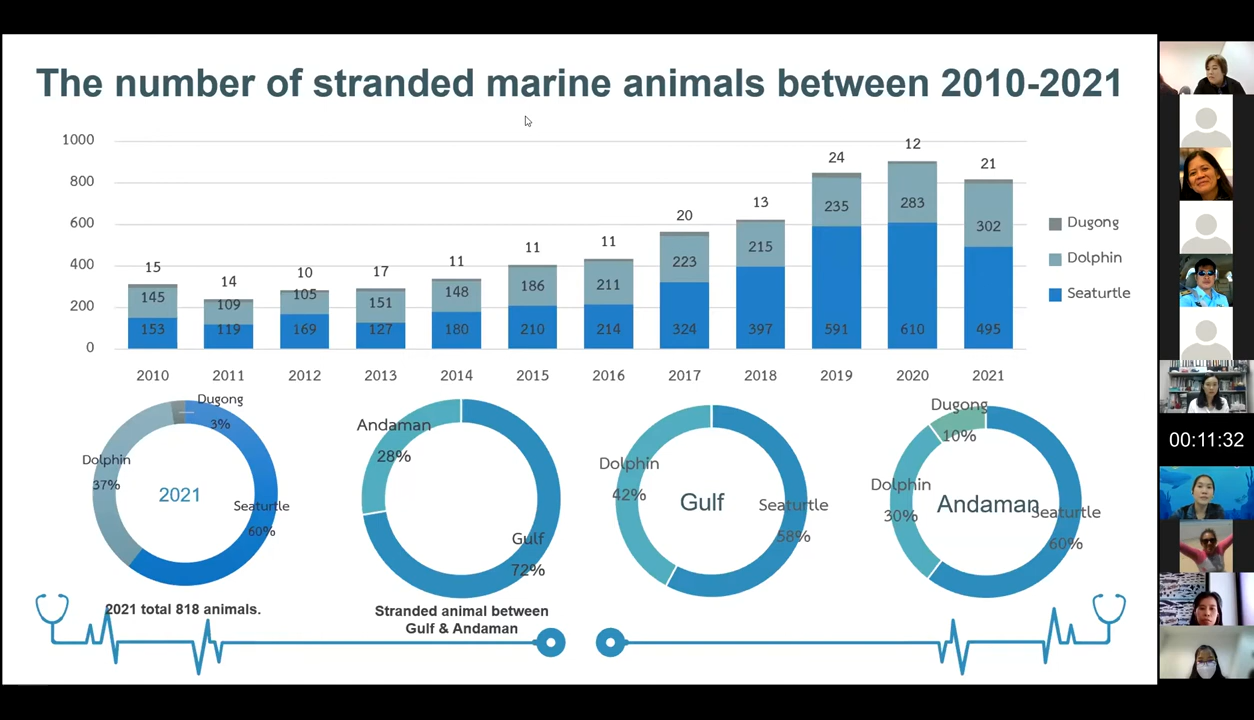 The number of stranded marine animals between 2010-2021
1000
800
600
400
200
0
15
145
153
14
109
119
10
105
169
17
151
127
11
148
180
11
186
210
11
211
214
20
223
324
13
215
397
24
235
591
12
283
610
21
302
495
Dugong
Dolphin
Seaturtle
2010 2011 2012 2013 2014 2015 2016 2017 2018 2019 2020 2021
Dugong
3%
Dolphin
37%
2021
Seaturtle
60%
2021 total 818 animals.
Andaman
28%
Gulf
72%
Stranded animal between
Gulf & Andaman
Dolphin
42%
Gulf
Seaturtle
58%
Dugong
10%
Dolphin
30%
Andaman
Seaturtle
60%
00:11:32